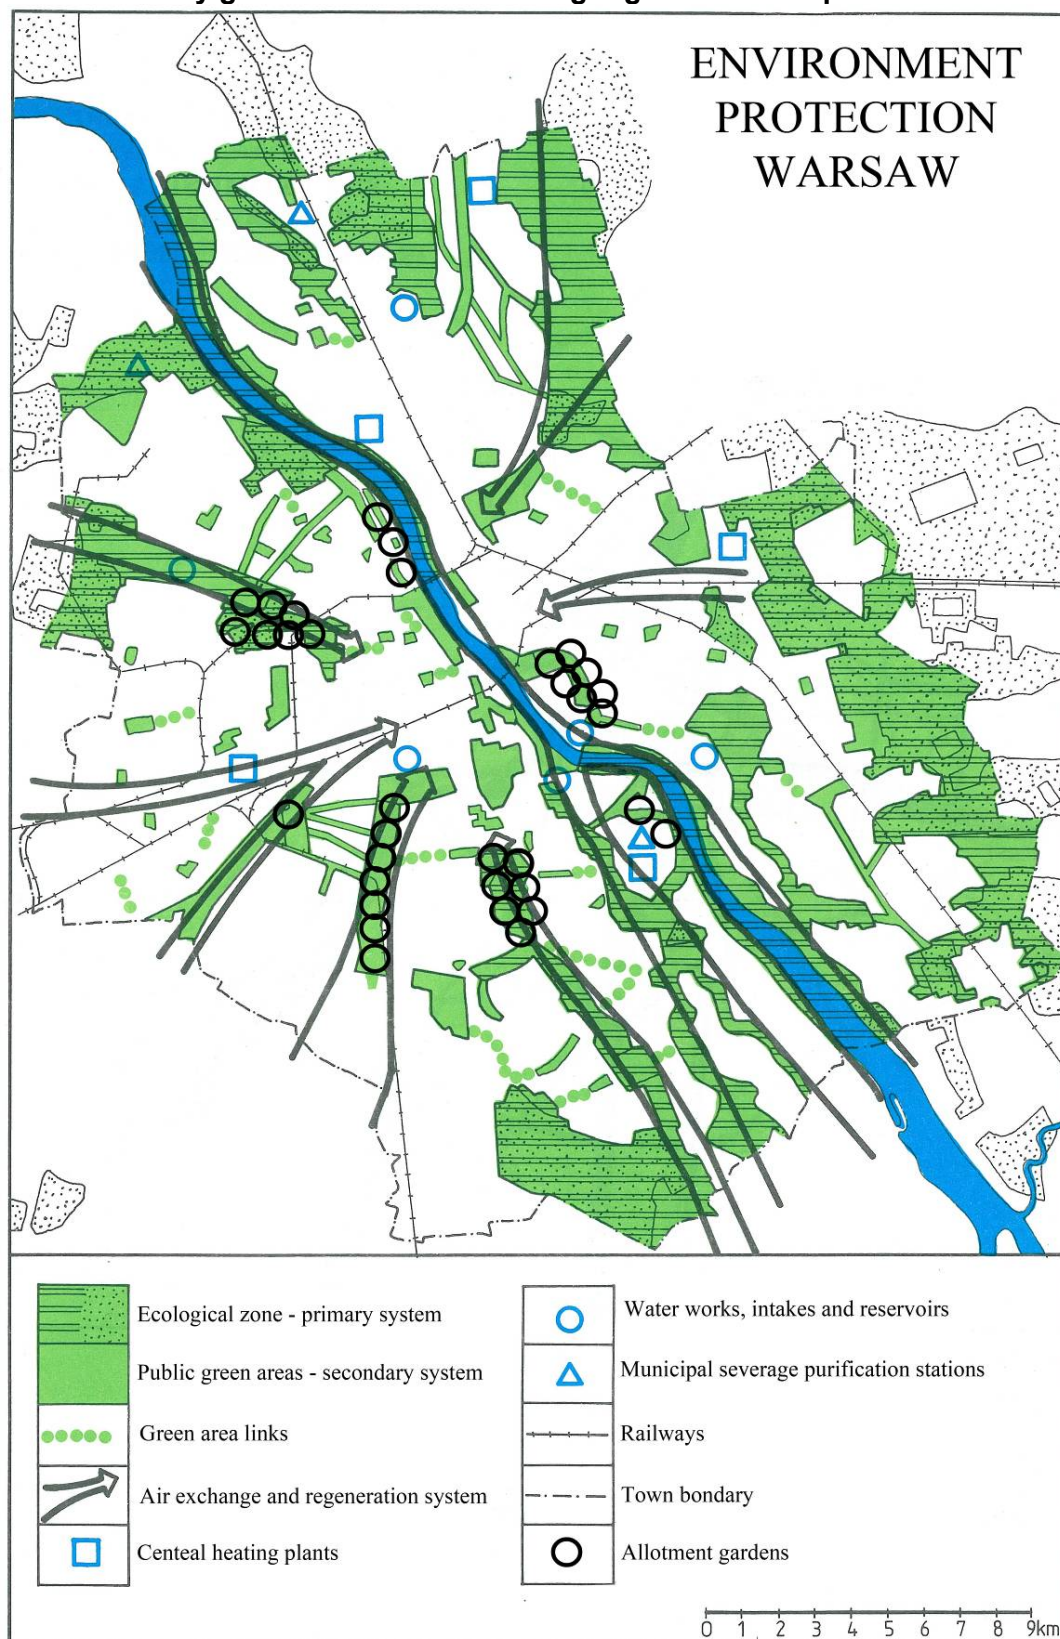 ENVIRONMENT
PROTECTION
WARSAW
Ecological zone - primary system
Public green areas - secondary system
Green area links
Air exchange and regeneration system
Centeal heating plants
Water works, intakes and reservoirs
Municipal severage purification stations
Railways
Town bondary
Allotment gardens
0 1 2 3 4 5 6 7 8 9km